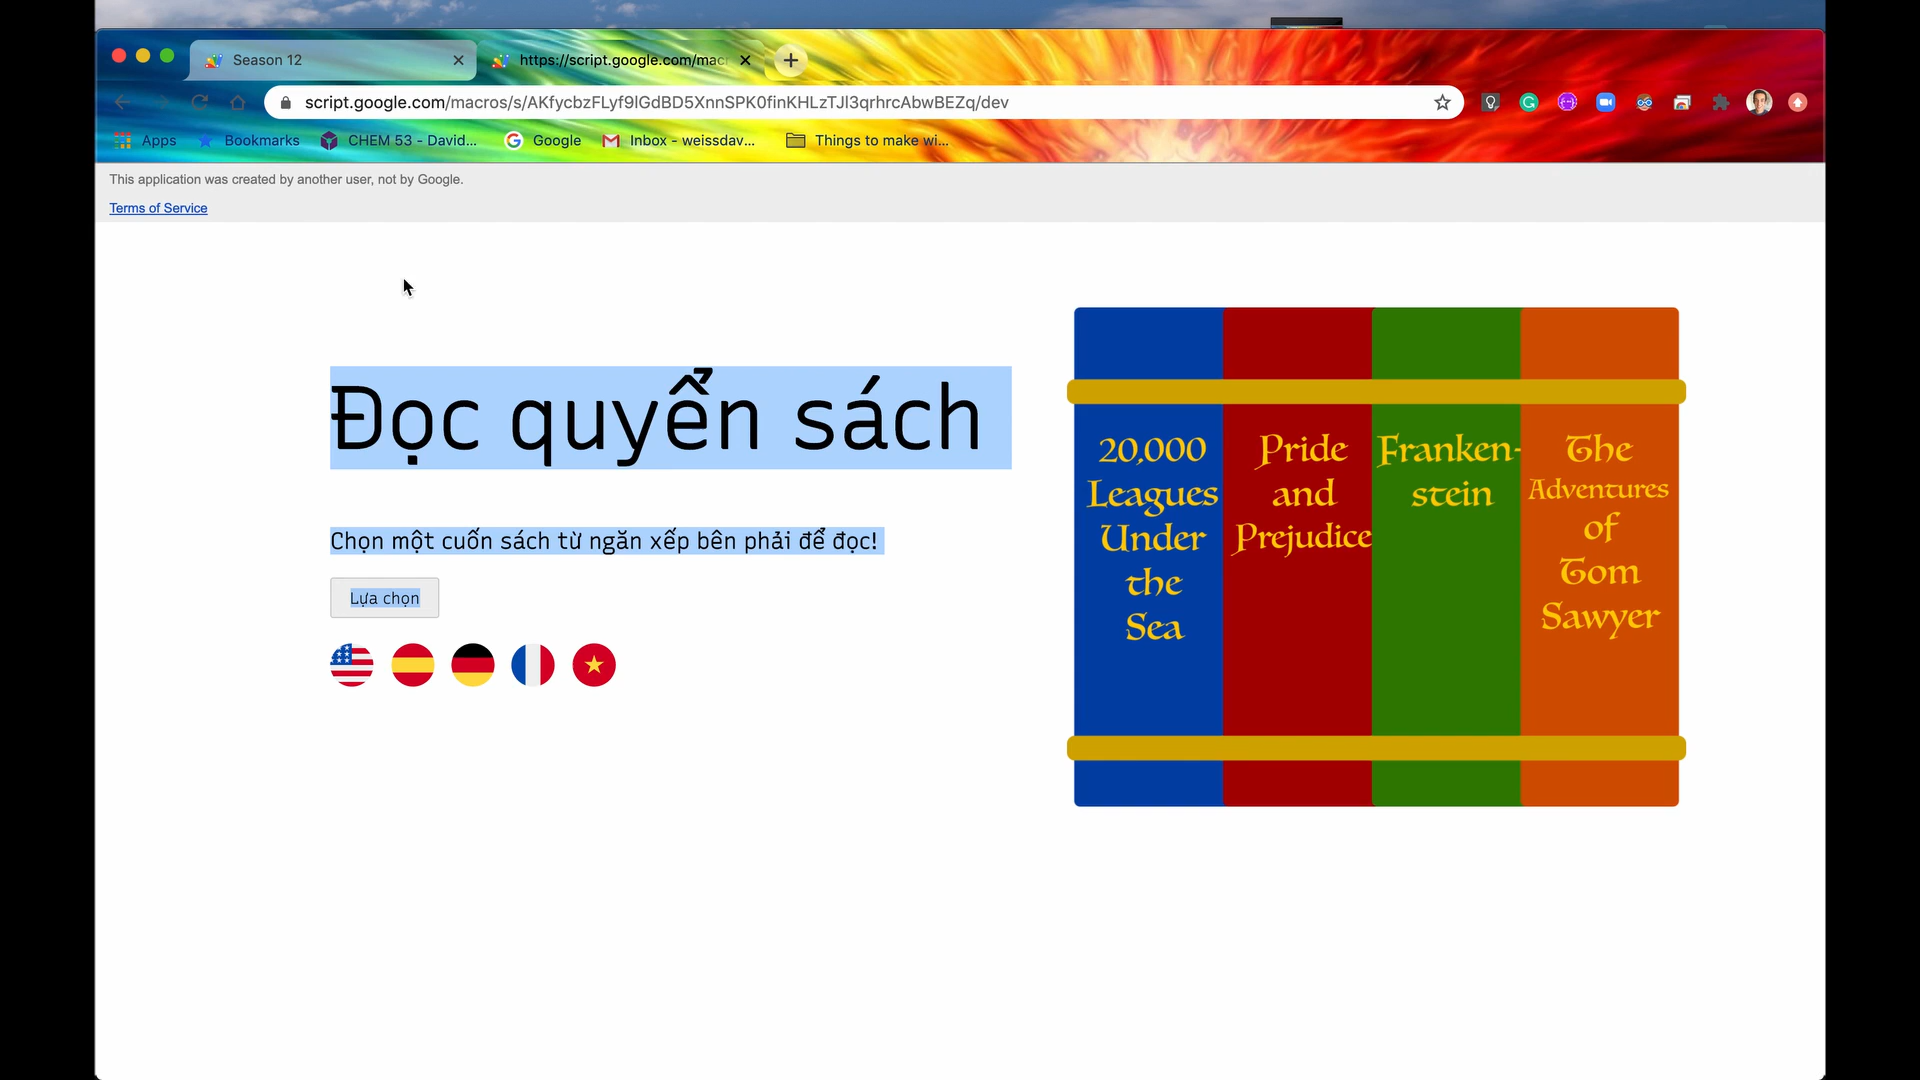 Season 12
https://script.google.com/mac
script.google.com/macros/s/AKfycbzFLyf9lGdBD5XnnSPK0finKHLzTJl3qrhrcAbwBEZq/dev
Apps
Bookmarks
CHEM 53 - David...
Google
Inbox - weissdav...
Things to make wi...
This application was created by another user, not by Google.
Terms of Service
Đọc quyển sách
Chọn một cuốn sách từ ngăn xếp bên phải để đọc!
Lựa chọn
20,000
Leagues
Under
the
Sea
Pride
and
Prejudice
Franken-
stein
The
Adventures
of
Tom
Sawyer